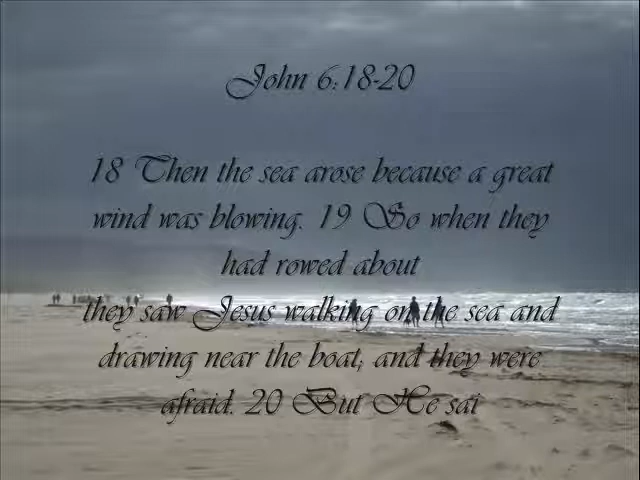 John 6:18-20
18 Then the sea arose because a great
wind was blowing. 19 So when they
had rowed about
they saw Jesus walking on the sea and
drawing near the boat; and they were
afraid. 20 But He sai